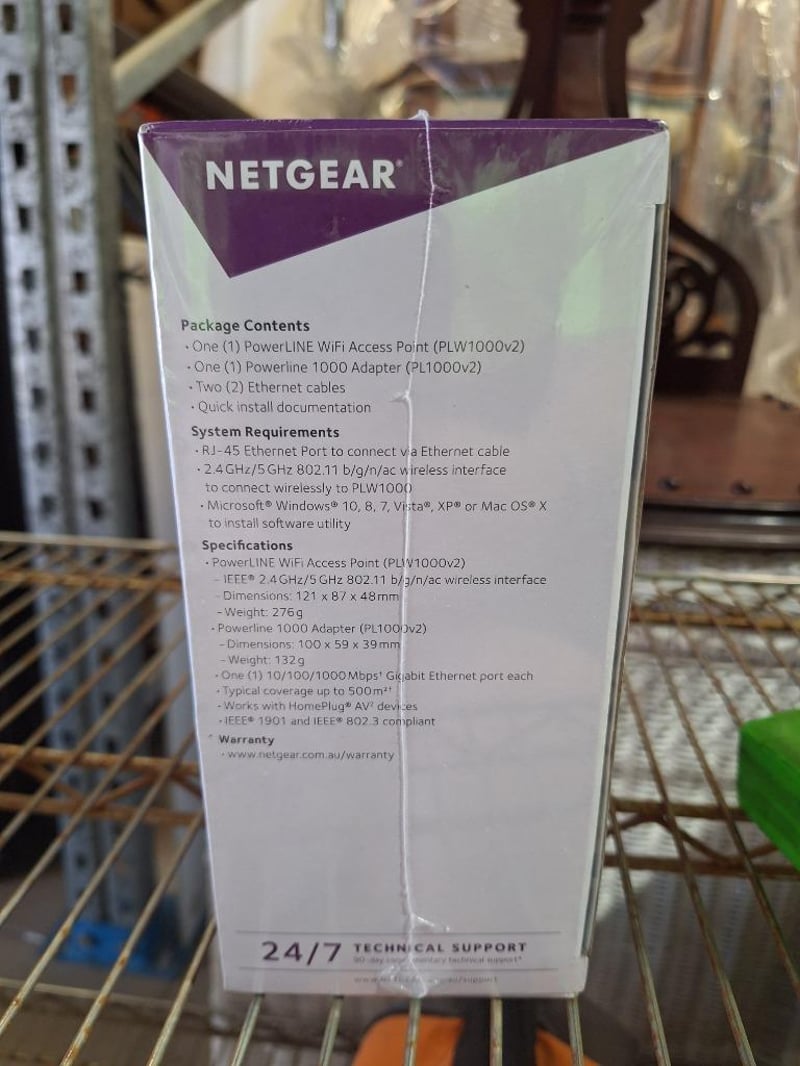 NETGEAR®
Package Contents
• One (1) PowerLINE WiFi Access Point (PLW1000v2)
• One (1) Powerline 1000 Adapter (PL1000v2)
• Two (2) Ethernet cables
• Quick install documentation
System Requirements
• RJ-45 Ethernet Port to connect via Ethernet cable
• 2.4 GHz/5 GHz 802.11 b/g/n/ac wireless interface
to connect wirelessly to PLW1000
• Microsoft® Windows® 10, 8, 7, Vista®, XP® or Mac OS® X
to install software utility
Specifications
• PowerLINE WiFi Access Point (PLW1000v2)
– IEEE® 2.4 GHz/5 GHz 802.11 b/g/n/ac wireless interface
– Dimensions: 121 x 87 x 48 mm
– Weight: 276 g
• Powerline 1000 Adapter (PL1000v2)
– Dimensions: 100 x 59 x 39 mm
– Weight: 132 g
• One (1) 10/100/1000 Mbps† Gigabit Ethernet port each
• Typical coverage up to 500m²†
• Works with HomePlug® AV² devices
• IEEE® 1901 and IEEE® 802.3 compliant
Warranty
• www.netgear.com.au/warranty
24/7 TECHNICAL SUPPORT
90-day complimentary technical support*